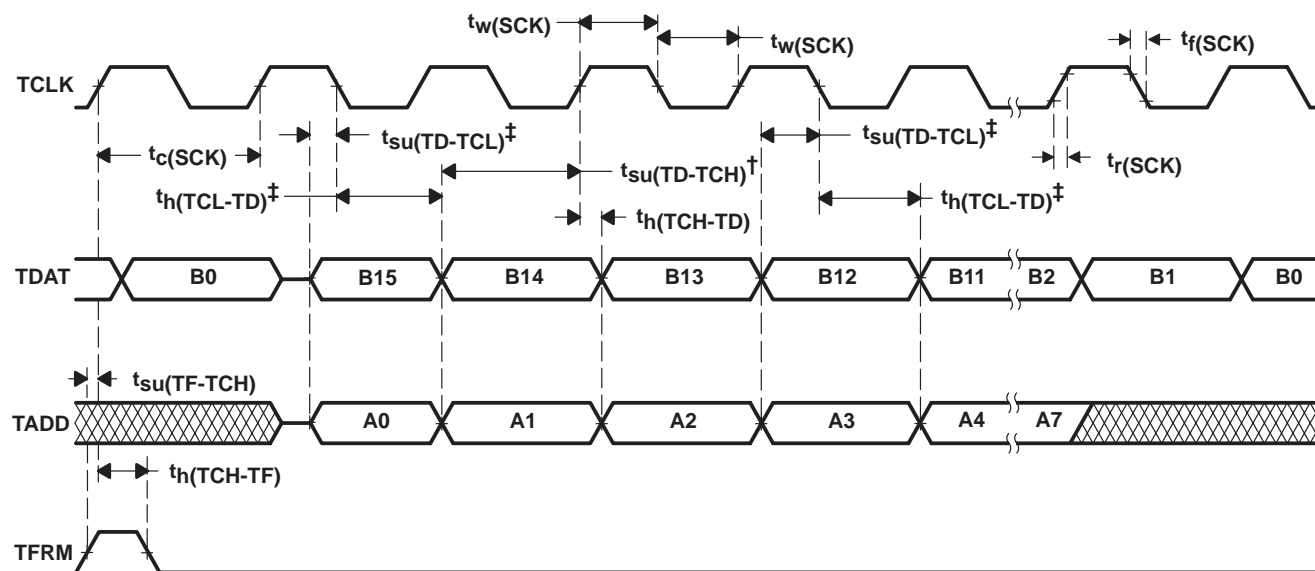 tw(SCK)
tw(SCK)
tf(SCK)
TCLK
tsu(TD-TCL)‡
tsu(TD-TCL)‡
tc(SCK)
tsu(TD-TCH)†
tr(SCK)
th(TCL-TD)‡
th(TCL-TD)‡
th(TCH-TD)
TDAT B0 B15 B14 B13 B12 B11 B2 B1 B0
tsu(TF-TCH)
TADD A0 A1 A2 A3 A4 A7
th(TCH-TF)
TFRM